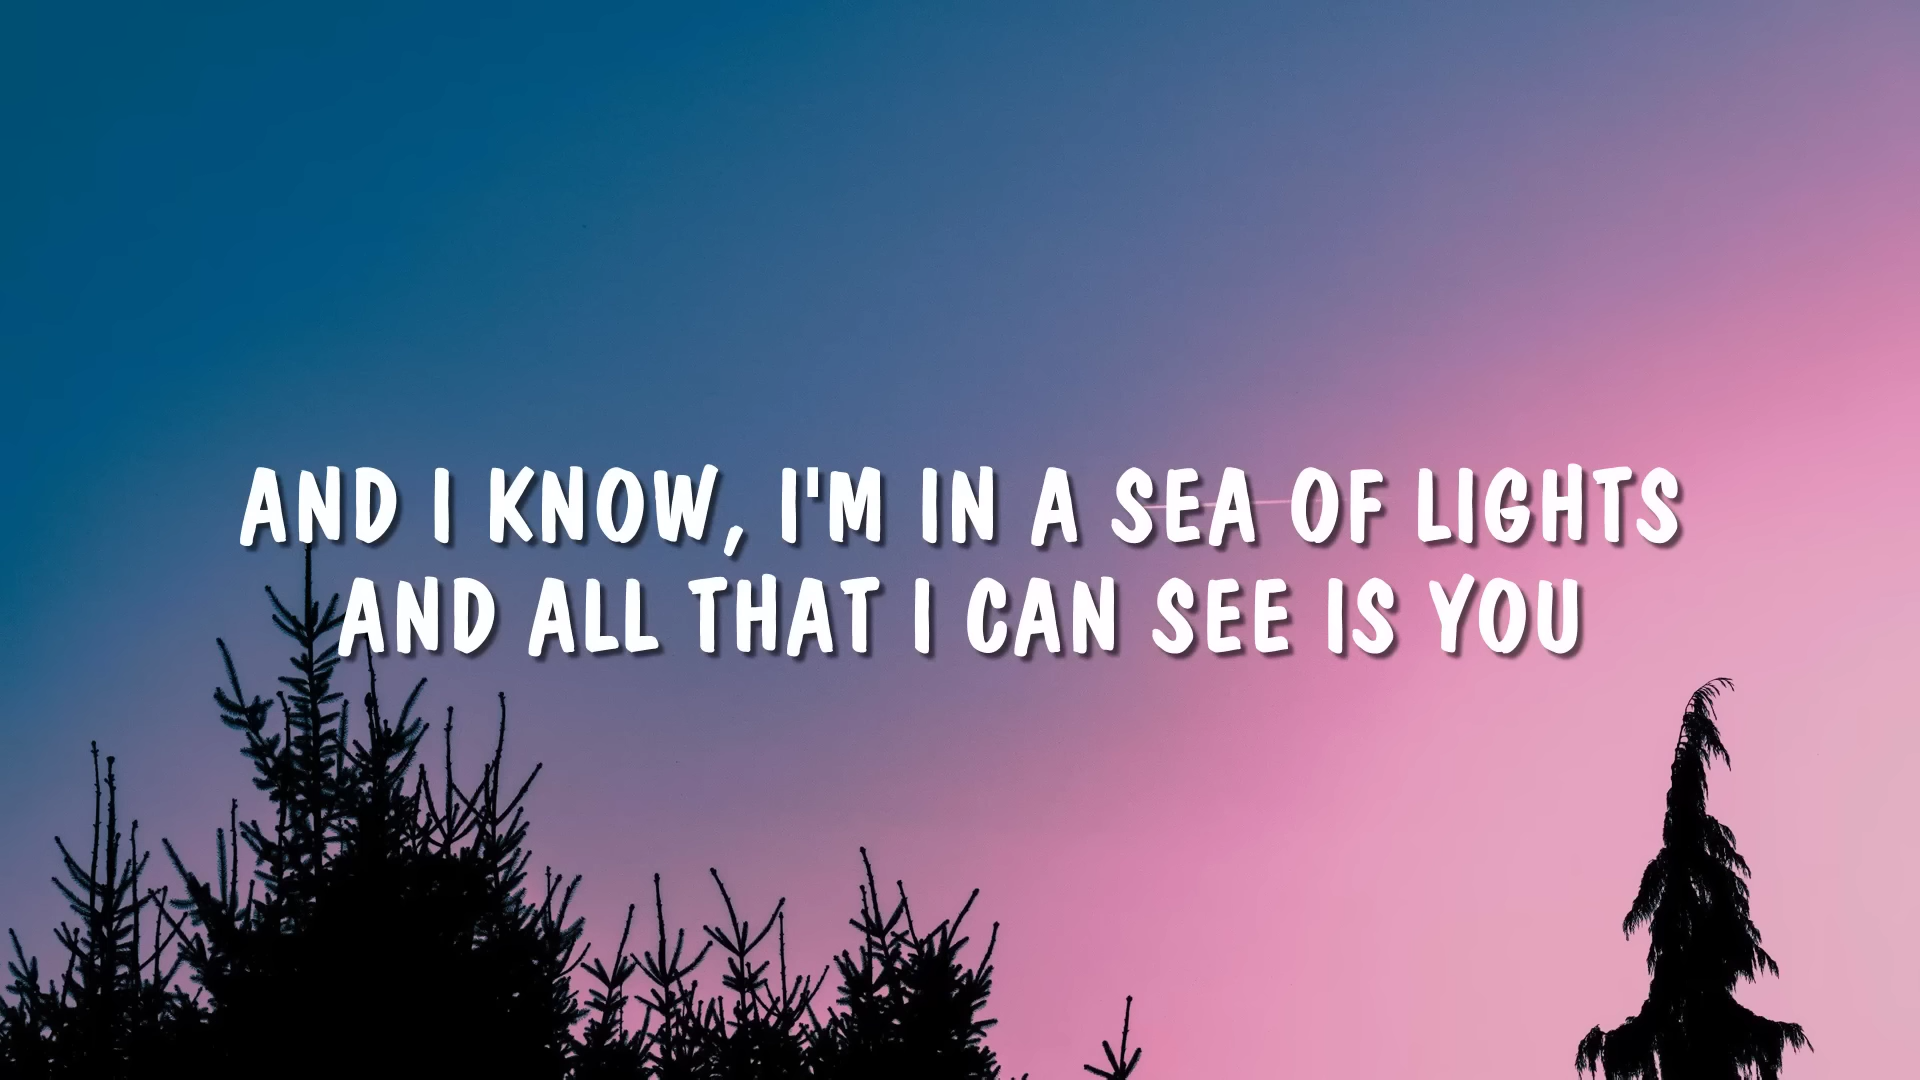 AND I KNOW, I'M IN A SEA OF LIGHTS
AND ALL THAT I CAN SEE IS YOU